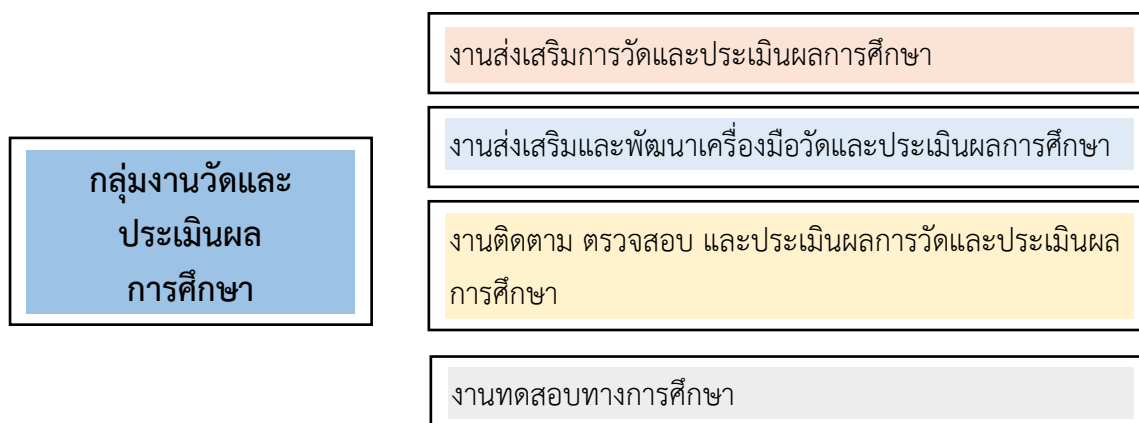 งานส่งเสริมการวัดและประเมินผลการศึกษา
งานส่งเสริมและพัฒนาเครื่องมือวัดและประเมินผลการศึกษา
กลุ่มงานวัดและ
ประเมินผล
การศึกษา
งานติดตาม ตรวจสอบ และประเมินผลการวัดและประเมินผล
การศึกษา
งานทดสอบทางการศึกษา